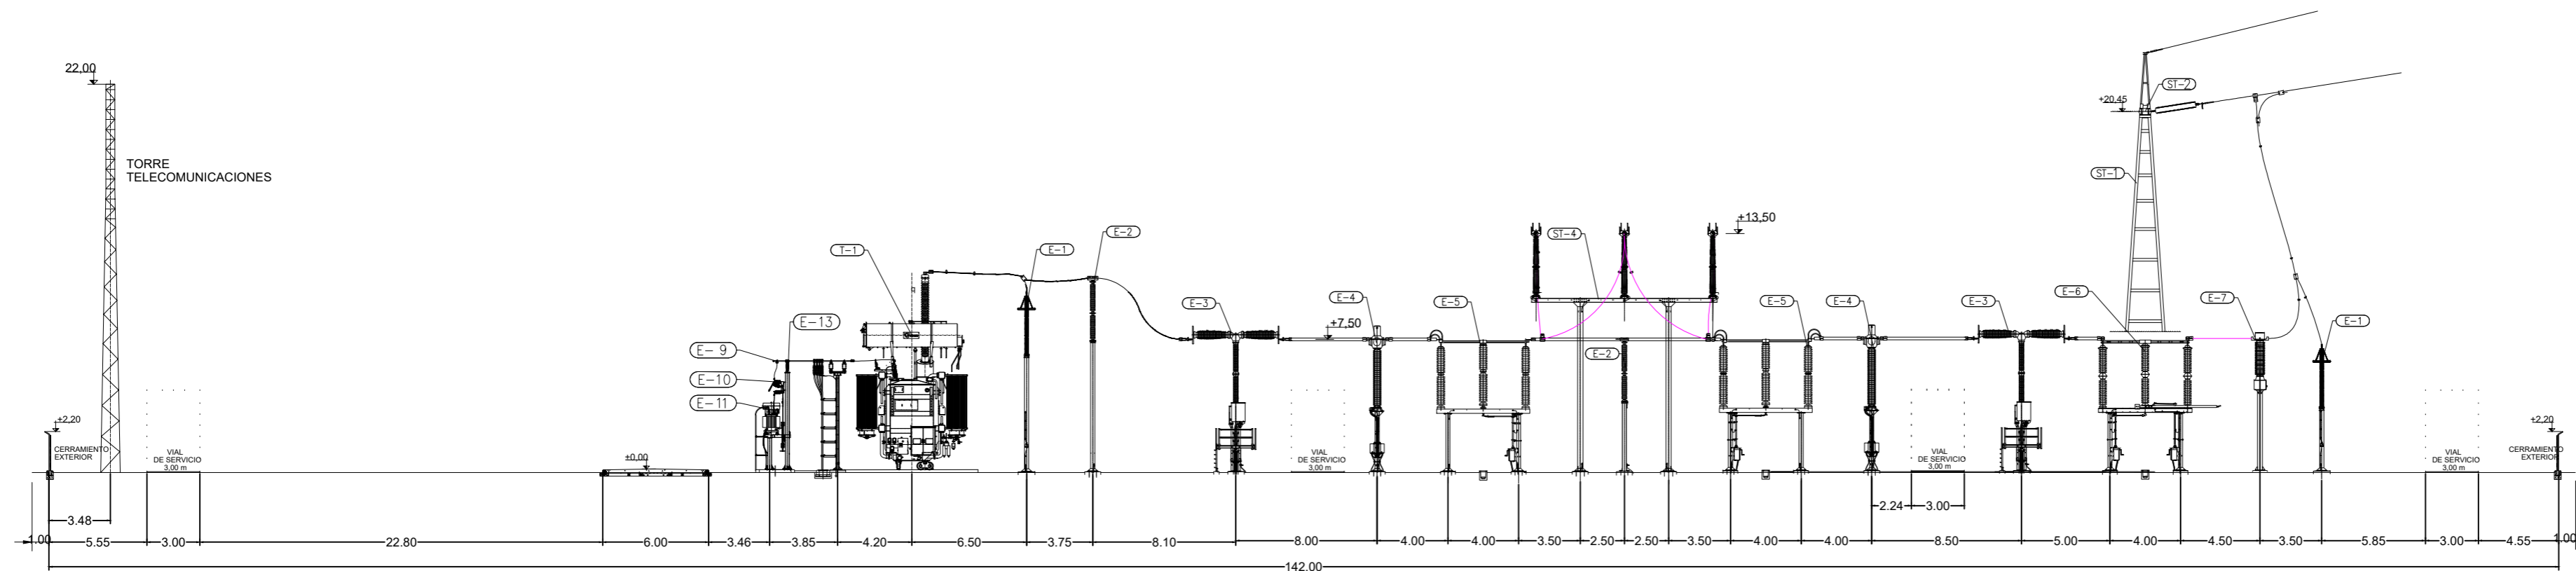 22,00
ST-2
+20,45
TORRE
TELECOMUNICACIONES
ST-1
+13,50
E-2
ST-4
T-1
E-1
E-6
E-3
E-4
E-5
E-5
E-4
E-3
E-7
E-13
+7,50
E-1
E-9
E-2
E-10
E-11
+2,20
+2,20
CERRAMIENTO
EXTERIOR
VIAL
DE SERVICIO
3,00 m
±0,00
VIAL
DE SERVICIO
3,00 m
VIAL
DE SERVICIO
3,00 m
VIAL
DE SERVICIO
3,00 m
CERRAMIENTO
EXTERIOR
3.48
2.24 3.00
1.00 5.55 3.00 22.80 6.00 3.46 3.85 4.20 6.50 3.75 8.10 8.00 4.00 4.00 3.50 2.50 2.50 3.50 4.00 4.00 8.50 5.00 4.00 4.50 3.50 5.85 3.00 4.55 1.00
142.00